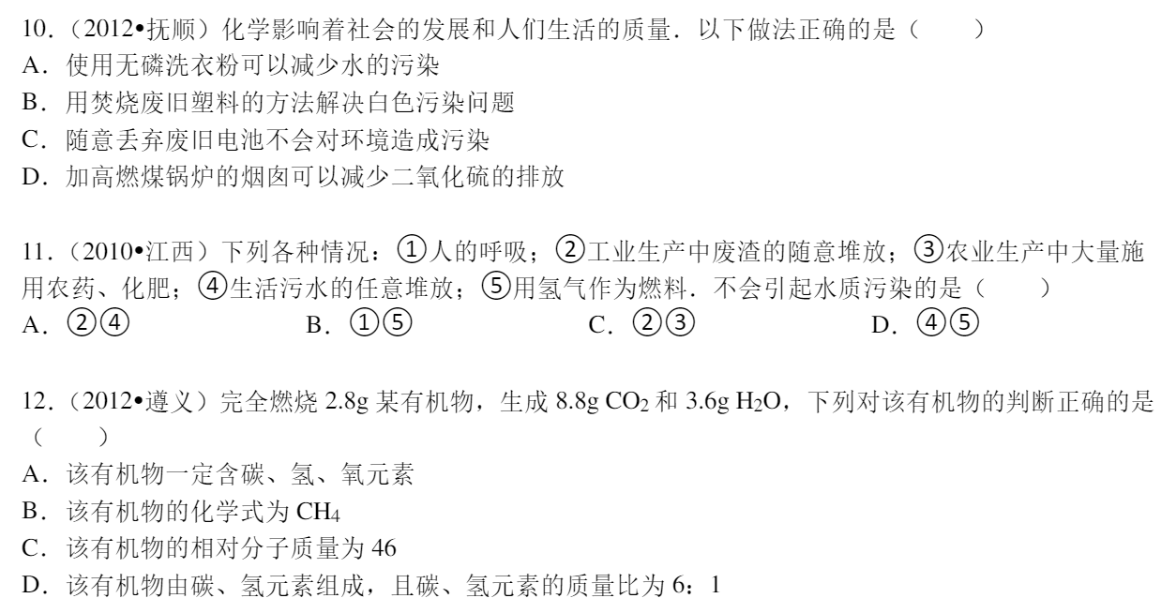 10.（2012•抚顺）化学影响着社会的发展和人们生活的质量．以下做法正确的是（　　）
A．使用无磷洗衣粉可以减少水的污染
B．用焚烧废旧塑料的方法解决白色污染问题
C．随意丢弃废旧电池不会对环境造成污染
D．加高燃煤锅炉的烟囱可以减少二氧化硫的排放
11.（2010•江西）下列各种情况：①人的呼吸；②工业生产中废渣的随意堆放；③农业生产中大量施
用农药、化肥；④生活污水的任意堆放；⑤用氢气作为燃料．不会引起水质污染的是（　　）
A．②④　　B．①⑤　　C．②③　　D．④⑤
12.（2012•遵义）完全燃烧 2.8g 某有机物，生成 8.8g CO₂ 和 3.6g H₂O，下列对该有机物的判断正确的是
（　　）
A．该有机物一定含碳、氢、氧元素
B．该有机物的化学式为 CH₄
C．该有机物的相对分子质量为 46
D．该有机物由碳、氢元素组成，且碳、氢元素的质量比为 6：1